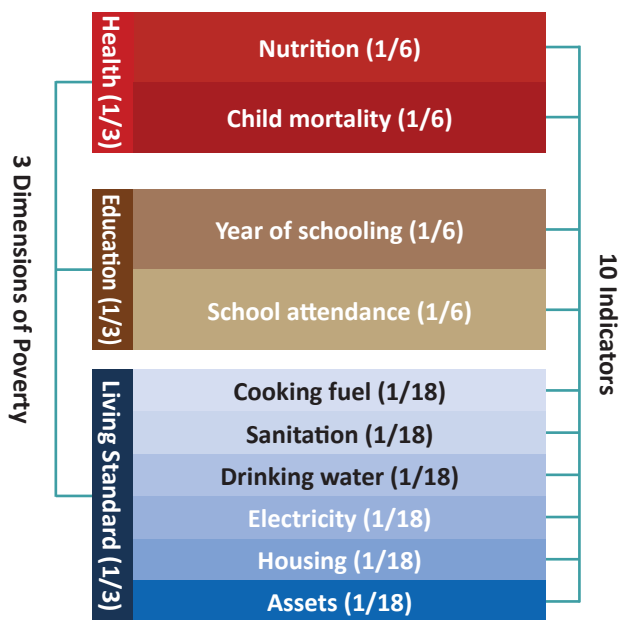 3 Dimensions of Poverty
Health (1/3)
Nutrition (1/6)
Child mortality (1/6)
Education (1/3)
Year of schooling (1/6)
School attendance (1/6)
Living Standard (1/3)
Cooking fuel (1/18)
Sanitation (1/18)
Drinking water (1/18)
Electricity (1/18)
Housing (1/18)
Assets (1/18)
10 Indicators